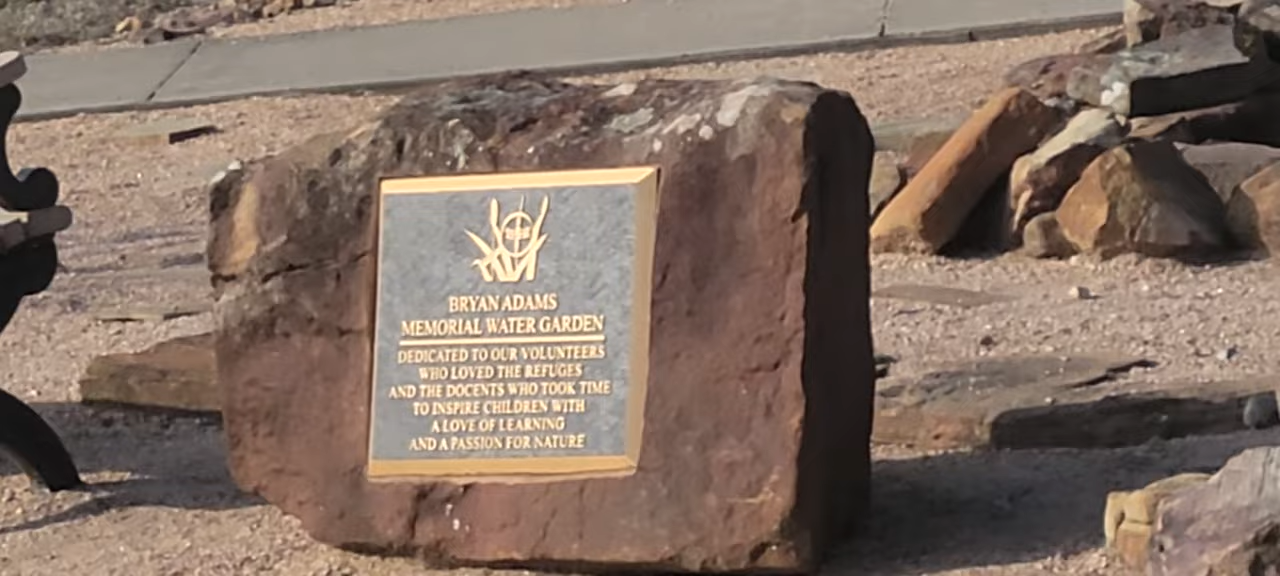 BRYAN ADAMS
MEMORIAL WATER GARDEN
DEDICATED TO OUR VOLUNTEERS
WHO LOVED THE REFUGES
AND THE DOCENTS WHO TOOK TIME
TO INSPIRE CHILDREN WITH
A LOVE OF LEARNING
AND A PASSION FOR NATURE